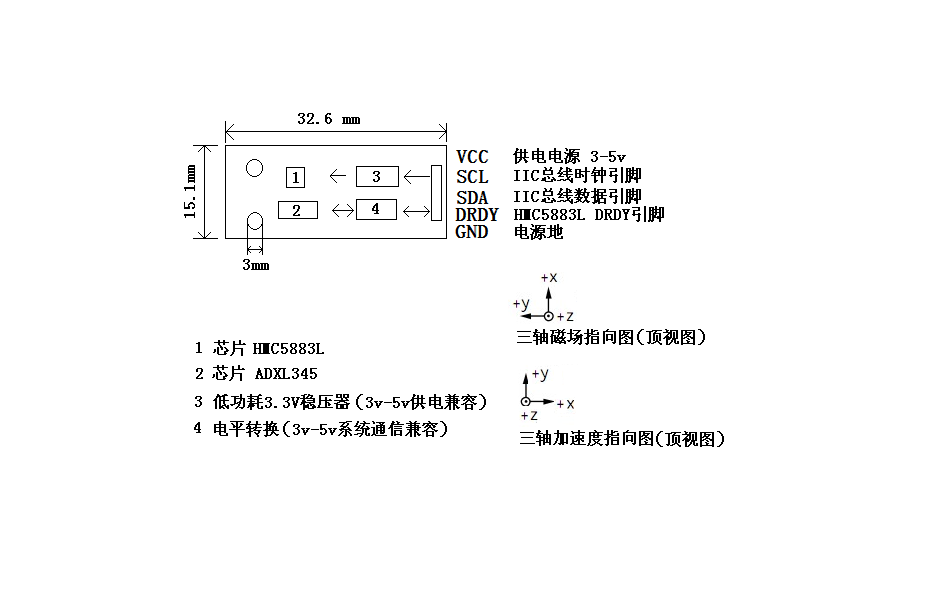 32.6 mm
15.1mm
1
3
2
4
3mm
VCC 供电电源 3-5v
SCL IIC总线时钟引脚
SDA IIC总线数据引脚
DRDY HMC5883L DRDY引脚
GND 电源地
+x
+y
+z
三轴磁场指向图(顶视图)
1 芯片 HMC5883L
2 芯片 ADXL345
3 低功耗3.3V稳压器(3v-5v供电兼容)
4 电平转换(3v-5v系统通信兼容)
+y
+x
+z
三轴加速度指向图(顶视图)